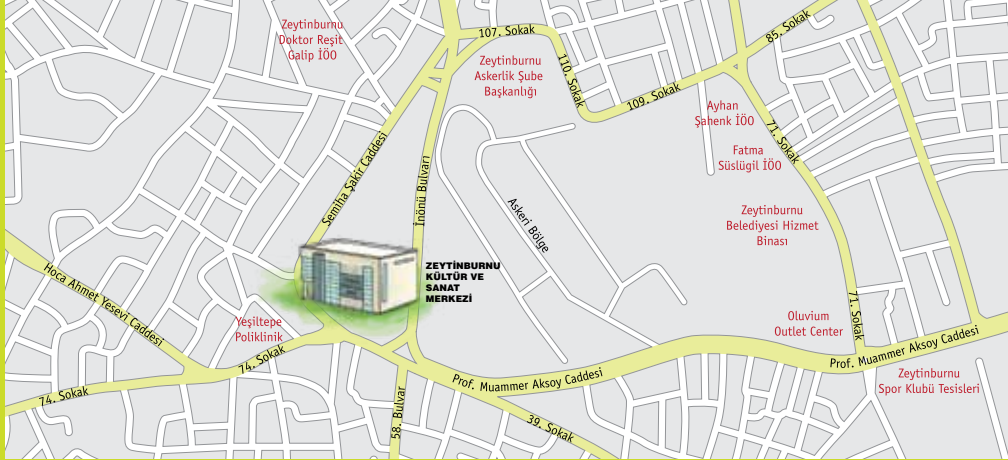 Zeytinburnu
Doktor Reşit
Galip İÖO
107. Sokak
85. Sokak
Zeytinburnu
Askerlik Şube
Başkanlığı
110. Sokak
109. Sokak
Ayhan
Şahenk İÖO
71. Sokak
Fatma
Süslügil İÖO
Semiha Şakir Caddesi
İnönü Bulvarı
Askeri Bölge
Zeytinburnu
Belediyesi Hizmet
Binası
ZEYTİNBURNU
KÜLTÜR VE
SANAT
MERKEZİ
Hoca Ahmet Yesevi Caddesi
Yeşiltepe
Poliklinik
Oluvium
Outlet Center
71. Sokak
74. Sokak
Prof. Muammer Aksoy Caddesi
Prof. Muammer Aksoy Caddesi
Zeytinburnu
Spor Klubü Tesisleri
74. Sokak
58. Bulvar
39. Sokak